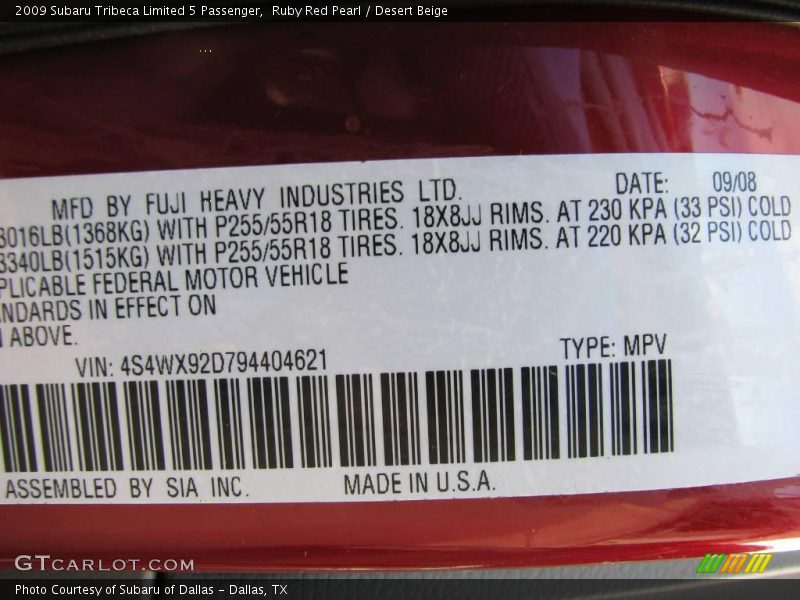 2009 Subaru Tribeca Limited 5 Passenger, Ruby Red Pearl / Desert Beige
MFD BY FUJI HEAVY INDUSTRIES LTD. DATE: 09/08
3016LB(1368KG) WITH P255/55R18 TIRES. 18X8JJ RIMS. AT 230 KPA (33 PSI) COLD
3340LB(1515KG) WITH P255/55R18 TIRES. 18X8JJ RIMS. AT 220 KPA (32 PSI) COLD
PLICABLE FEDERAL MOTOR VEHICLE
NDARDS IN EFFECT ON
ABOVE.
VIN: 4S4WX92D794404621 TYPE: MPV
ASSEMBLED BY SIA INC. MADE IN U.S.A.
GTCARLOT.COM
Photo Courtesy of Subaru of Dallas - Dallas, TX